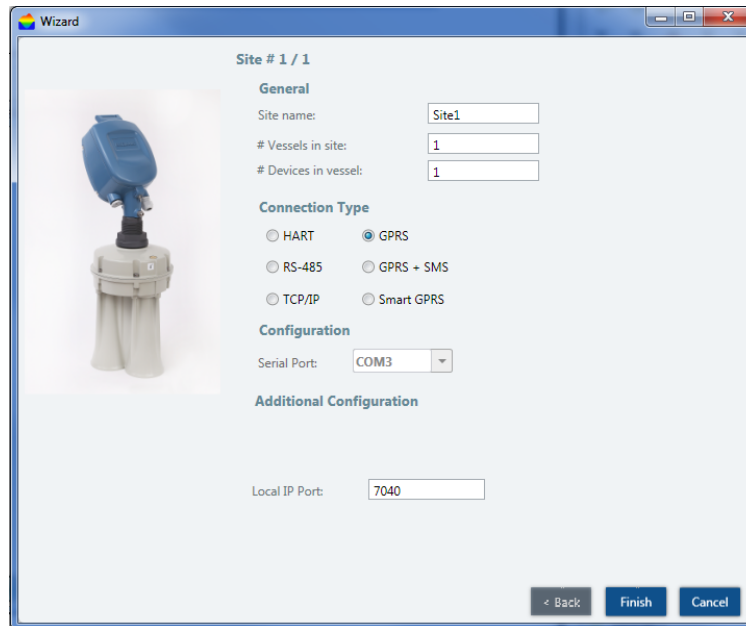 Wizard
Site # 1 / 1
General
Site name: Site1
# Vessels in site: 1
# Devices in vessel: 1
Connection Type
HART GPRS
RS-485 GPRS + SMS
TCP/IP Smart GPRS
Configuration
Serial Port: COM3
Additional Configuration
Local IP Port: 7040
< Back Finish Cancel